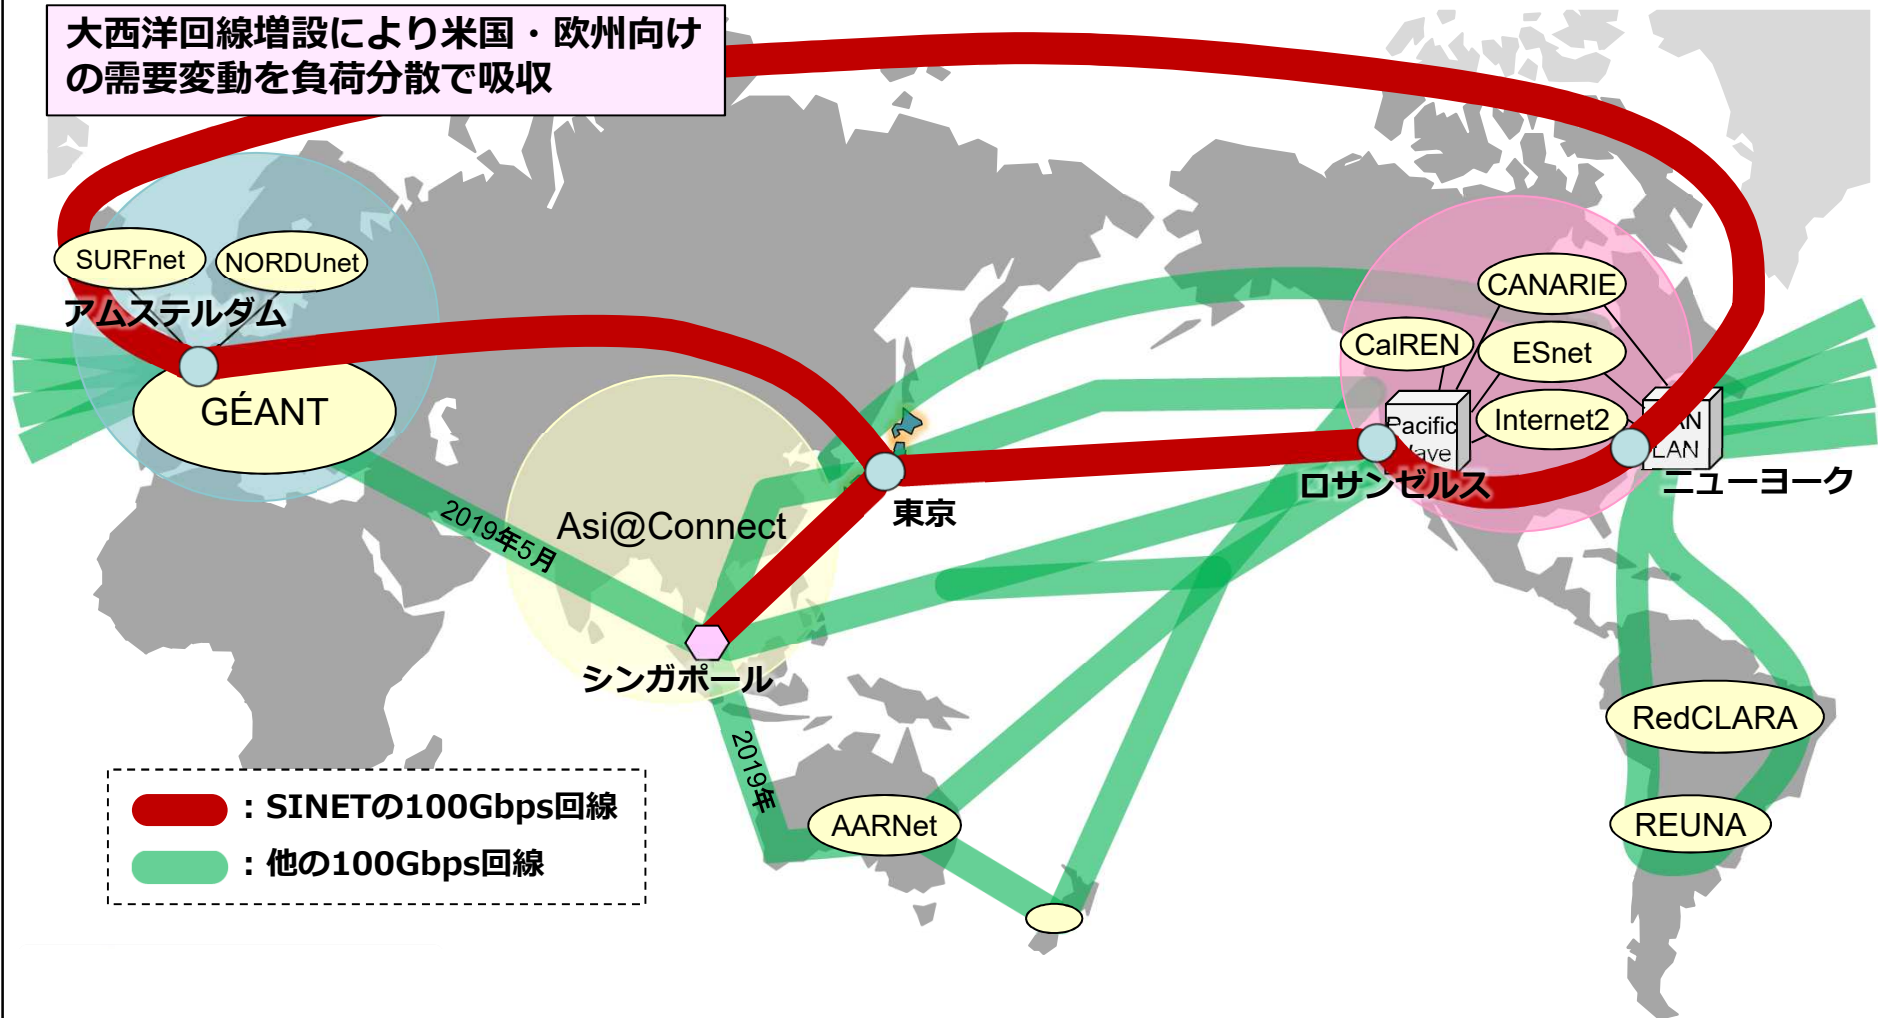 大西洋回線増設により米国・欧州向け
の需要変動を負荷分散で吸収
SURFnet
NORDUnet
アムステルダム
GÉANT
2019年5月
Asi@Connect
東京
シンガポール
2019年
AARNet
CANARIE
CalREN
ESnet
Internet2
Pacific
ロサンゼルス
LAN
ニューヨーク
RedCLARA
REUNA
：SINETの100Gbps回線
：他の100Gbps回線